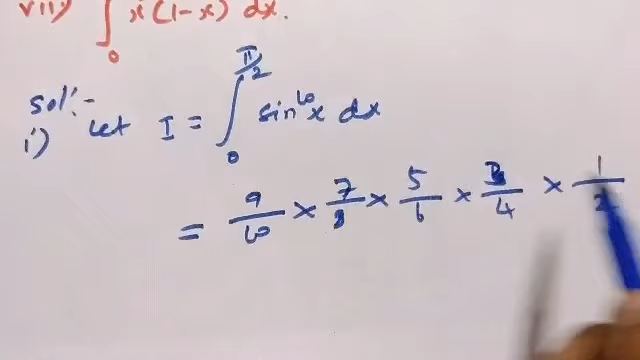 vii) ∫₀ x (1-x) dx.
Sol:-
i) Let I = ∫₀^(π/2) sin¹⁰x dx
= 9/10 × 7/8 × 5/6 × 3/4 × 1/2